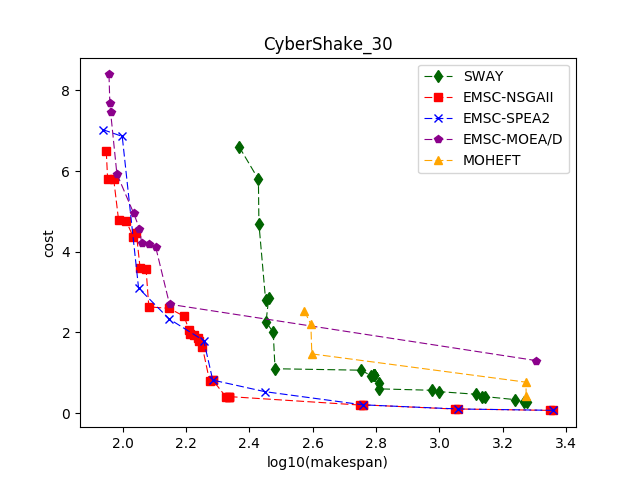 CyberShake_30
SWAY
EMSC-NSGAII
EMSC-SPEA2
EMSC-MOEA/D
MOHEFT
cost
8
6
4
2
0
2.0 2.2 2.4 2.6 2.8 3.0 3.2 3.4
log10(makespan)